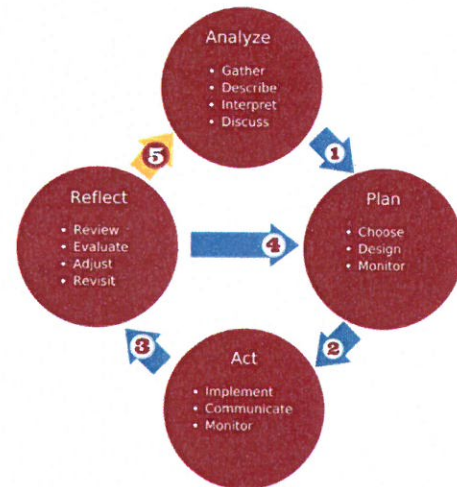 Analyze
• Gather
• Describe
• Interpret
• Discuss
5
1
Reflect
• Review
• Evaluate
• Adjust
• Revisit
4
Plan
• Choose
• Design
• Monitor
3
2
Act
• Implement
• Communicate
• Monitor